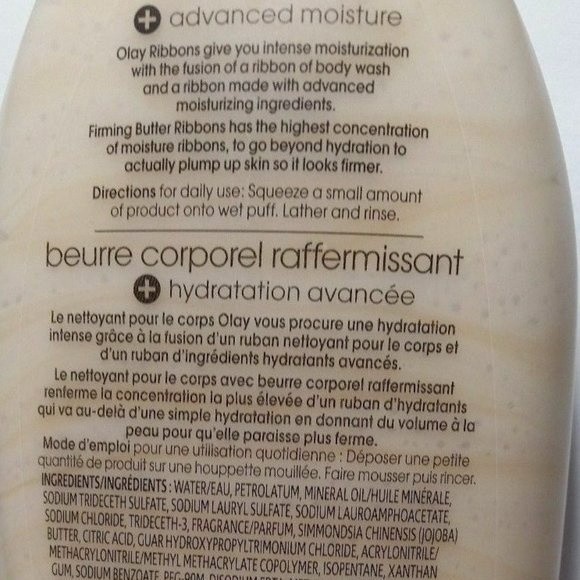 + advanced moisture
Olay Ribbons give you intense moisturization
with the fusion of a ribbon of body wash
and a ribbon made with advanced
moisturizing ingredients.
Firming Butter Ribbons has the highest concentration
of moisture ribbons, to go beyond hydration to
actually plump up skin so it looks firmer.
Directions for daily use: Squeeze a small amount
of product onto wet puff. Lather and rinse.
beurre corporel raffermissant
+ hydratation avancée
Le nettoyant pour le corps Olay vous procure une hydratation
intense grâce à la fusion d'un ruban nettoyant pour le corps et
d'un ruban d'ingrédients hydratants avancés.
Le nettoyant pour le corps avec beurre corporel raffermissant
renferme la concentration la plus élevée d'un ruban d'hydratants
qui va au-delà d'une simple hydratation en donnant du volume à la
peau pour qu'elle paraisse plus ferme.
Mode d'emploi pour une utilisation quotidienne : Déposer une petite
quantité de produit sur une houppette mouillée. Faire mousser puis rincer.
INGREDIENTS/INGRÉDIENTS : WATER/EAU, PETROLATUM, MINERAL OIL/HUILE MINÉRALE,
SODIUM TRIDECETH SULFATE, SODIUM LAURYL SULFATE, SODIUM LAUROAMPHOACETATE,
SODIUM CHLORIDE, TRIDECETH-3, FRAGRANCE/PARFUM, SIMMONDSIA CHINENSIS (JOJOBA)
BUTTER, CITRIC ACID, GUAR HYDROXYPROPYLTRIMONIUM CHLORIDE, ACRYLONITRILE/
METHACRYLONITRILE/METHYL METHACRYLATE COPOLYMER, ISOPENTANE, XANTHAN
GUM, SODIUM BENZOATE, PEG-90M, DISODIUM EDTA,